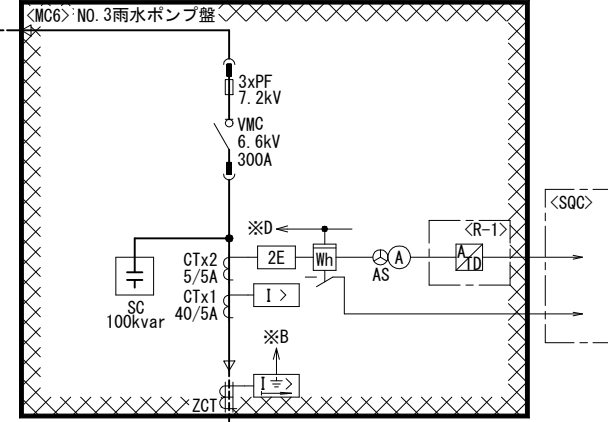 <MC6> NO.3雨水ポンプ盤
3xPF
7.2kV
VMC
6.6kV
300A
<SQC>
※D
<R-1>
CTx2
5/5A
2E
Wh
A
AS
A/TD
CTx1
40/5A
I >
SC
100kvar
※B
I >
ZCT